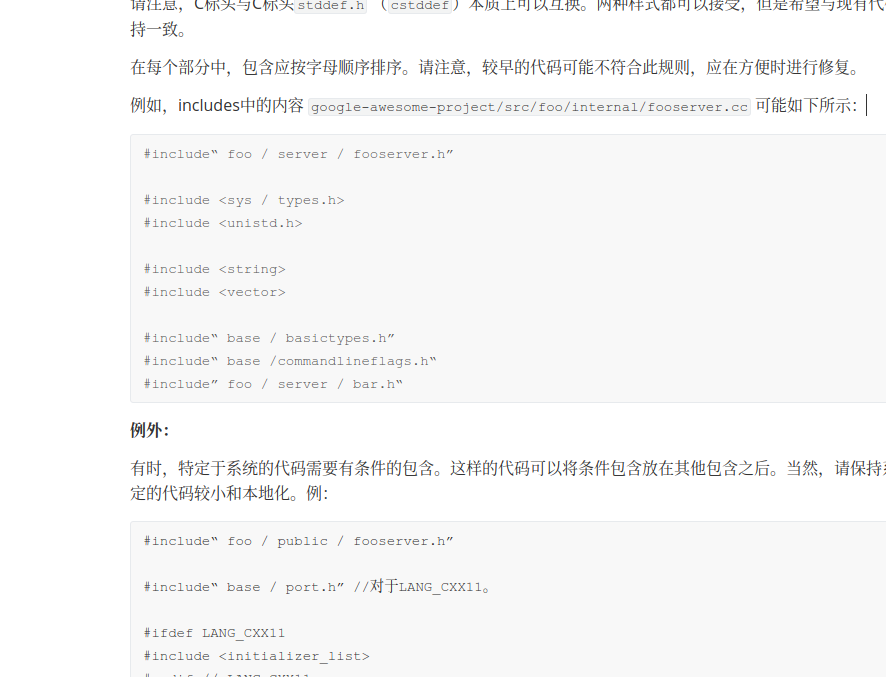 请注意，C标头与C标头 stddef.h （ cstddef ）本质上可以互换。两种样式都可以接受，但是希望与现有代
持一致。
在每个部分中，包含应按字母顺序排序。请注意，较早的代码可能不符合此规则，应在方便时进行修复。
例如，includes中的内容 google-awesome-project/src/foo/internal/fooserver.cc 可能如下所示：
#include“ foo / server / fooserver.h”
#include <sys / types.h>
#include <unistd.h>
#include <string>
#include <vector>
#include“ base / basictypes.h”
#include“ base /commandlineflags.h“
#include” foo / server / bar.h“
例外：
有时，特定于系统的代码需要有条件的包含。这样的代码可以将条件包含放在其他包含之后。当然，请保持
定的代码较小和本地化。例：
#include“ foo / public / fooserver.h”
#include“ base / port.h” //对于LANG_CXX11。
#ifdef LANG_CXX11
#include <initializer_list>